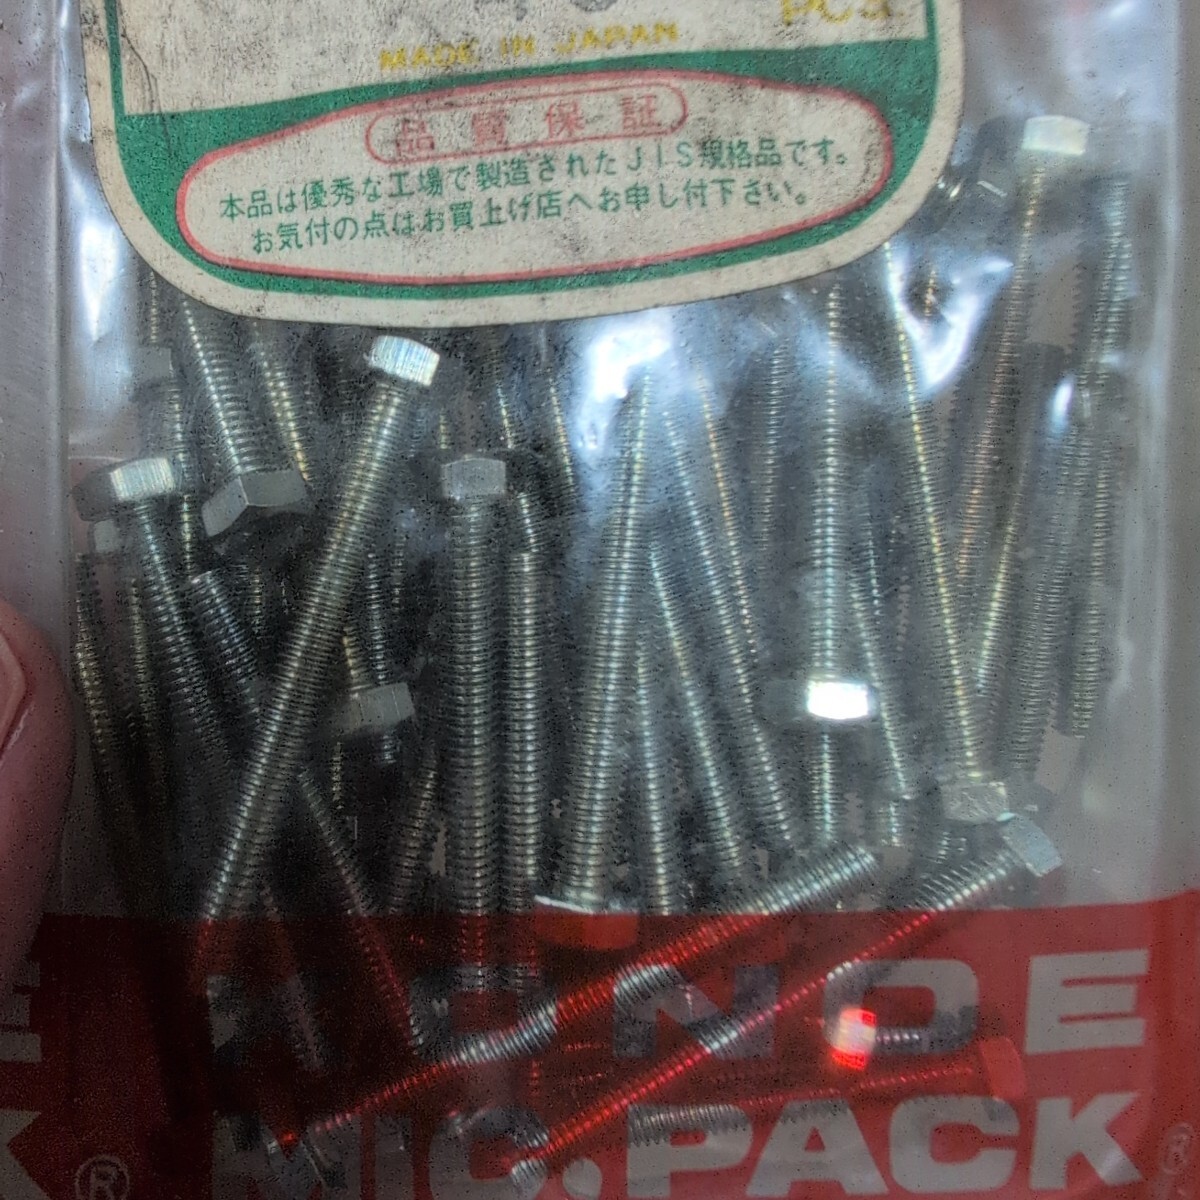 PCS
MADE IN JAPAN
品質保証
本品は優秀な工場で製造されたJIS規格品です。
お気付の点はお買上げ店へお申し付下さい。
MIC.PACK®